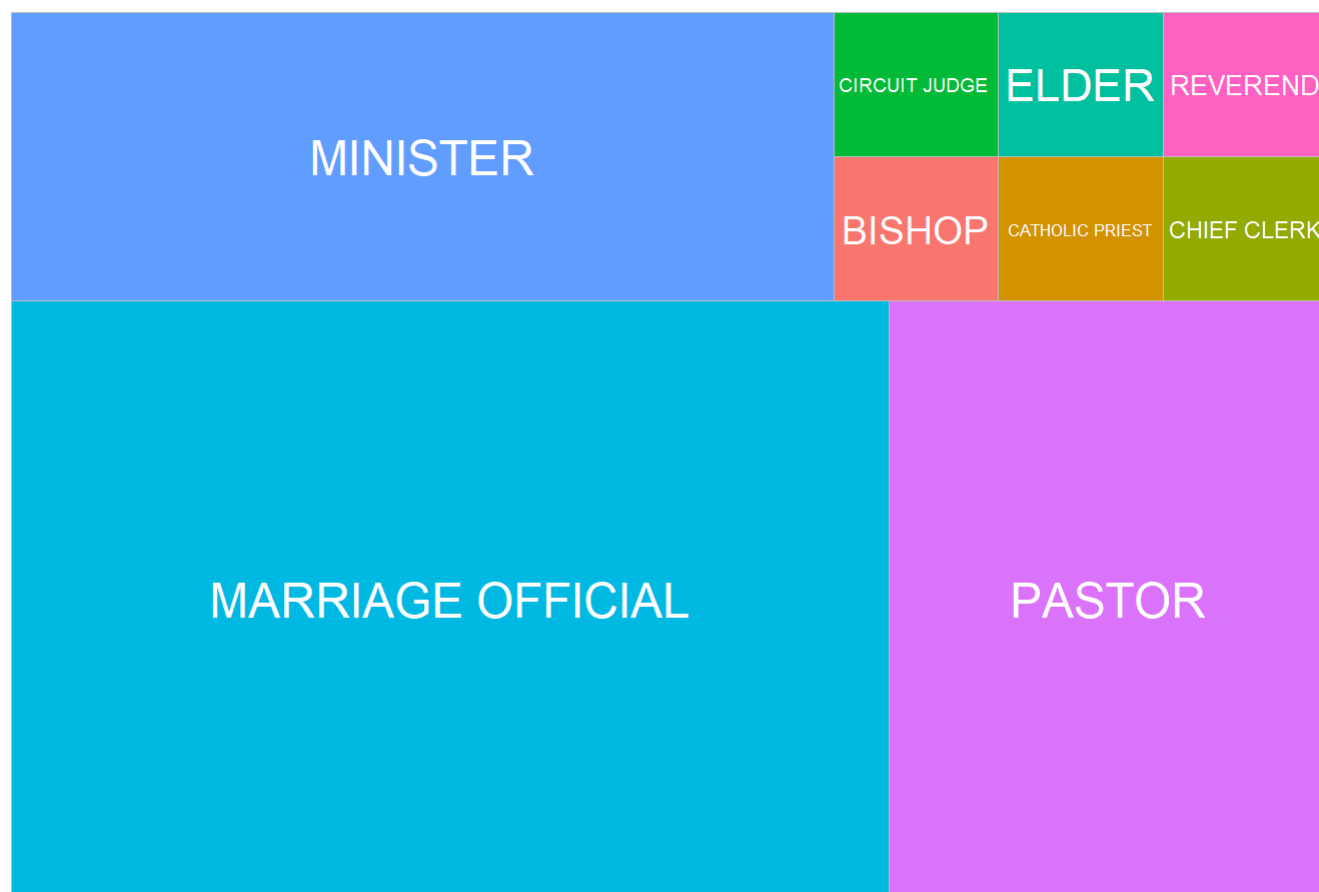 MINISTER
CIRCUIT JUDGE
ELDER
REVEREND
BISHOP
CATHOLIC PRIEST
CHIEF CLERK
MARRIAGE OFFICIAL
PASTOR